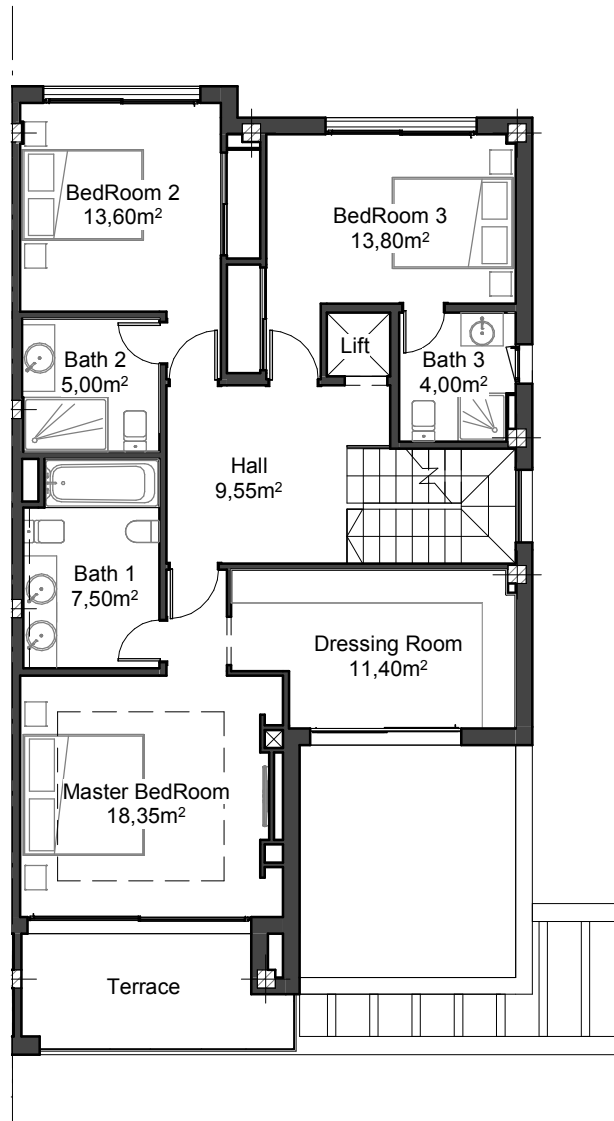 BedRoom 2
13,60m²
BedRoom 3
13,80m²
Lift
Bath 2
5,00m²
Bath 3
4,00m²
Hall
9,55m²
Bath 1
7,50m²
Dressing Room
11,40m²
Master BedRoom
18,35m²
Terrace